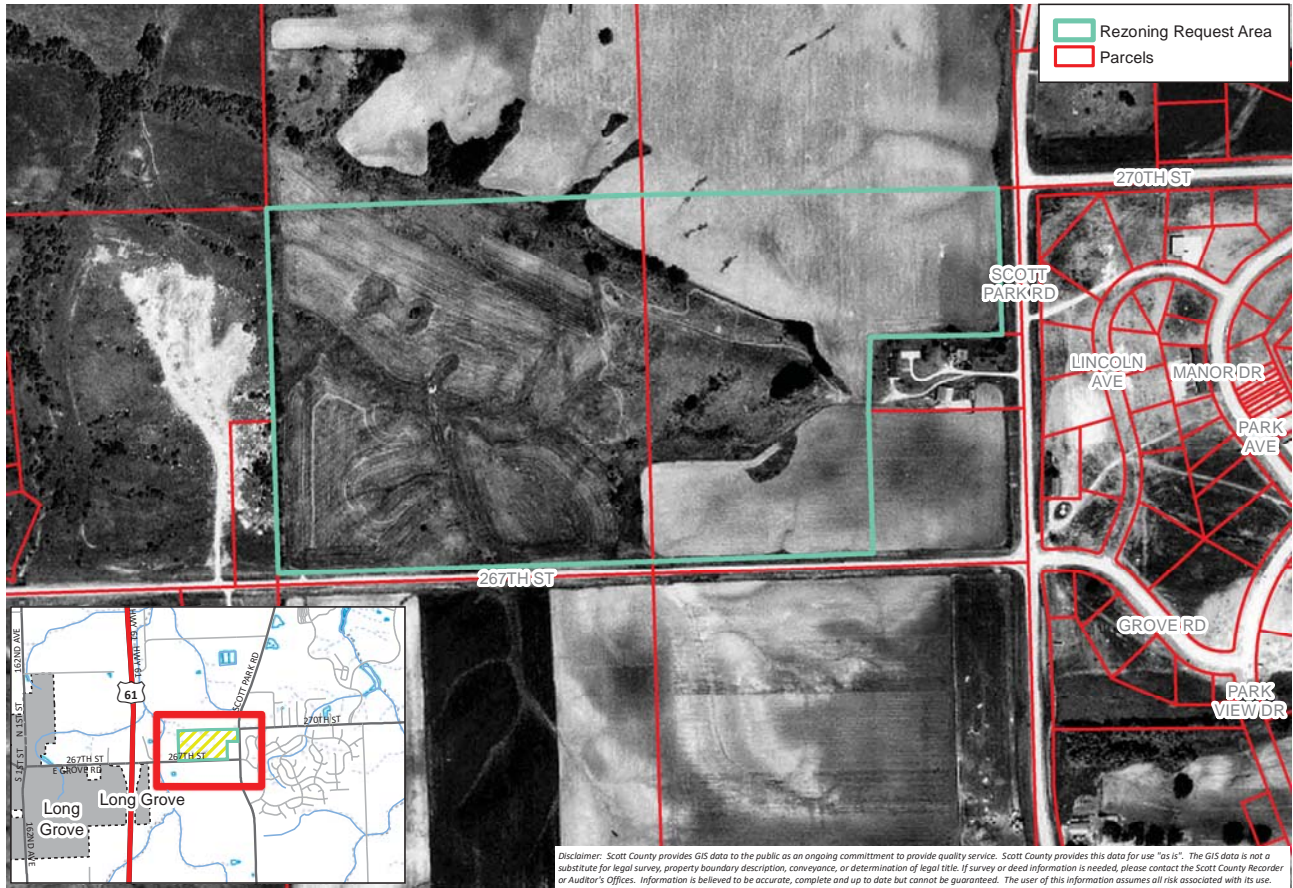 Rezoning Request Area
Parcels
270TH ST
SCOTT
PARK RD
LINCOLN
AVE
MANOR DR
PARK
AVE
267TH ST
GROVE RD
PARK
VIEW DR
162ND AVE
HWY 61
HWY 61
61
SCOTT PARK RD
N 1ST ST
270TH ST
S 1ST ST
267TH ST
E GROVE RD
Long Grove
Long
Grove
162ND AVE
Disclaimer: Scott County provides GIS data to the public as an ongoing commitment to provide quality service. Scott County provides this data for use "as is". The GIS data is not a
substitute for legal survey, property boundary description, conveyance, or determination of legal title. If survey or deed information is needed, please contact the Scott County Recorder
or Auditor's Offices. Information is believed to be accurate, complete and up to date but cannot be guaranteed. The user of this information assumes all risk associated with its use.